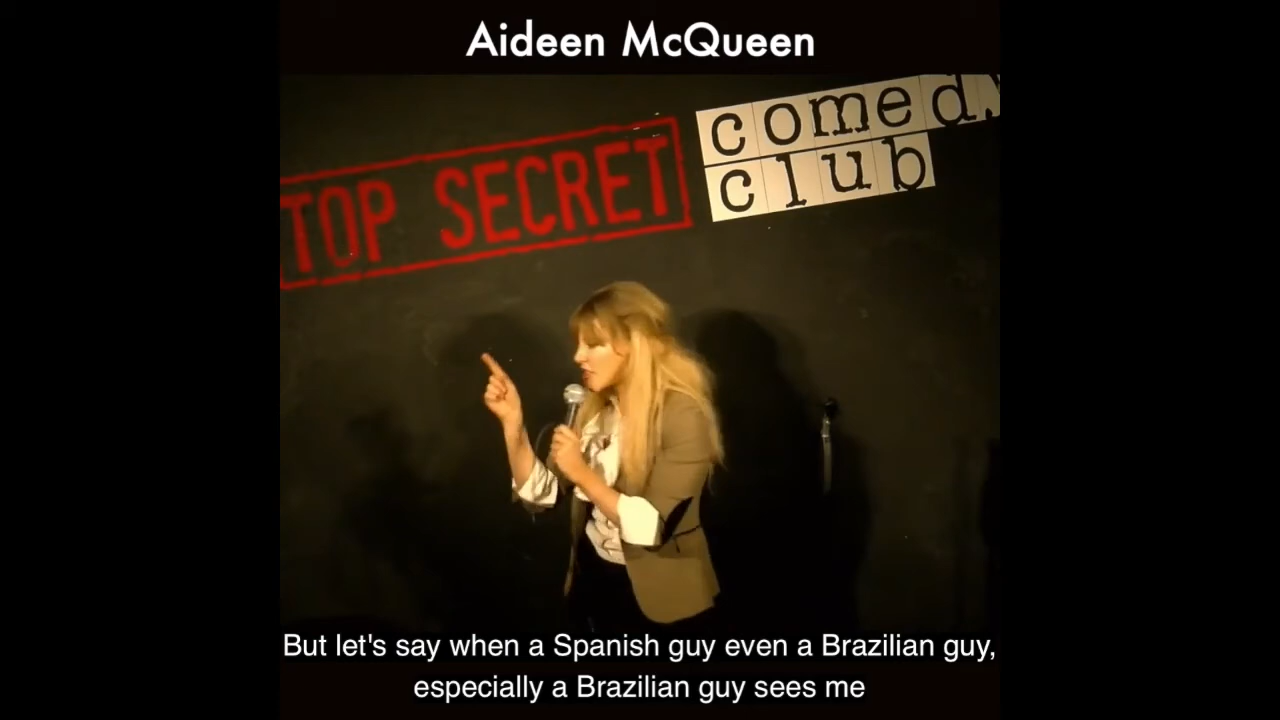 Aideen McQueen
TOP SECRET
comedy
club
But let's say when a Spanish guy even a Brazilian guy,
especially a Brazilian guy sees me